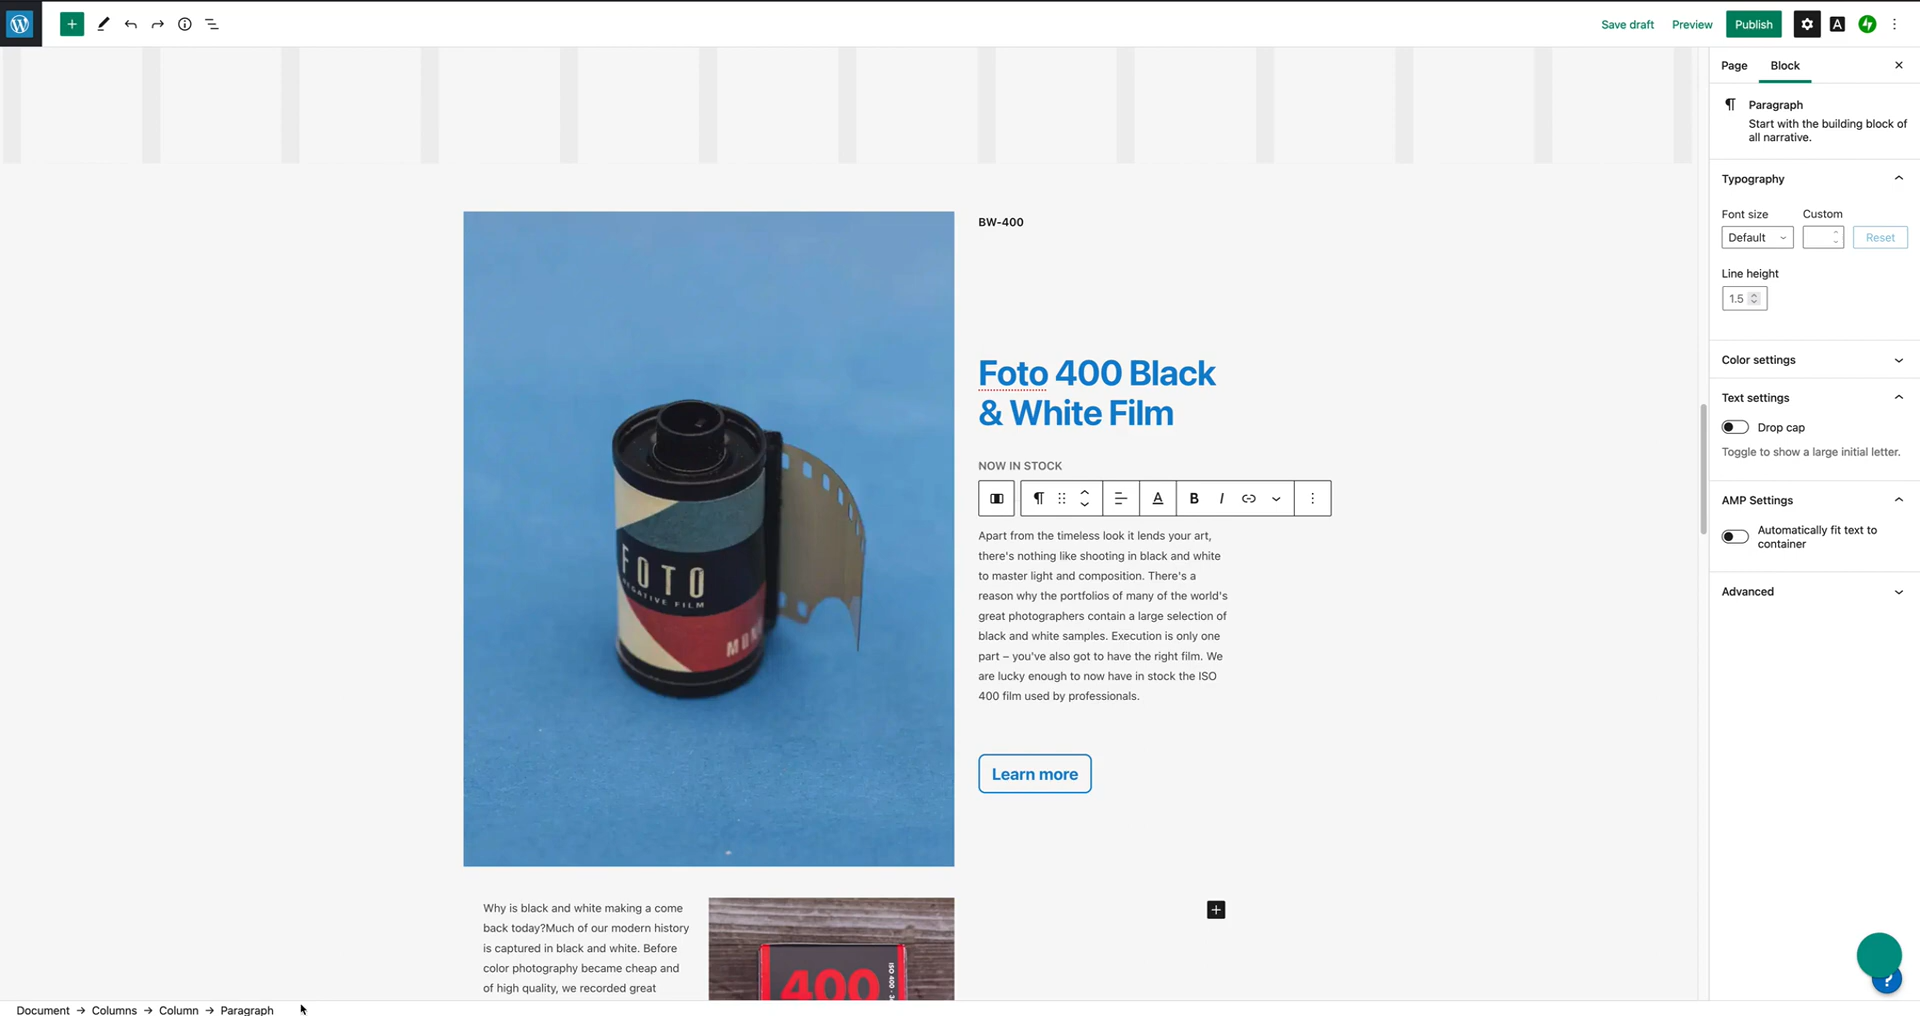 Save draft
Preview
Publish
A
Page
Block
Paragraph
Start with the building block of
all narrative.
Typography
Font size
Custom
Default
Reset
Line height
1.5
Color settings
Text settings
Drop cap
Toggle to show a large initial letter.
AMP Settings
Automatically fit text to
container
Advanced
BW-400
Foto 400 Black
& White Film
NOW IN STOCK
A
B
I
Apart from the timeless look it lends your art,
there's nothing like shooting in black and white
to master light and composition. There's a
reason why the portfolios of many of the world's
great photographers contain a large selection of
black and white samples. Execution is only one
part – you've also got to have the right film. We
are lucky enough to now have in stock the ISO
400 film used by professionals.
Learn more
FOTO
NEGATIVE FILM
Why is black and white making a come
back today?Much of our modern history
is captured in black and white. Before
color photography became cheap and
of high quality, we recorded great
400
ISO 400
?
Document → Columns → Column → Paragraph